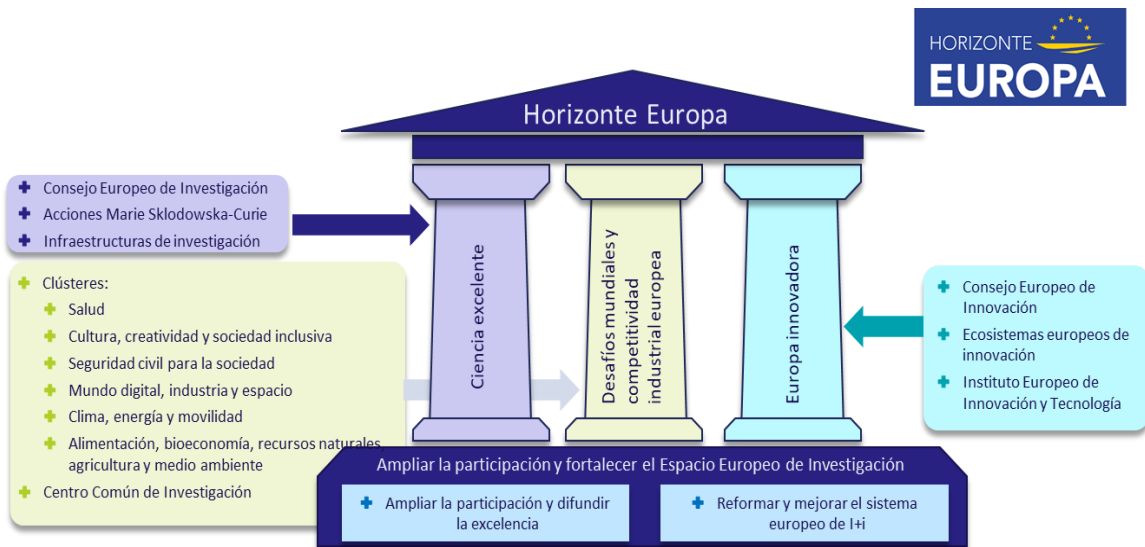 HORIZONTE
EUROPA
Horizonte Europa
Consejo Europeo de Investigación
Acciones Marie Sklodowska-Curie
Infraestructuras de investigación
Clústeres:
Salud
Cultura, creatividad y sociedad inclusiva
Seguridad civil para la sociedad
Mundo digital, industria y espacio
Clima, energía y movilidad
Alimentación, bioeconomía, recursos naturales,
agricultura y medio ambiente
Centro Común de Investigación
Ciencia excelente
Desafíos mundiales y
competitividad
industrial europea
Europa innovadora
Consejo Europeo de
Innovación
Ecosistemas europeos de
innovación
Instituto Europeo de
Innovación y Tecnología
Ampliar la participación y fortalecer el Espacio Europeo de Investigación
Ampliar la participación y difundir
la excelencia
Reformar y mejorar el sistema
europeo de I+i